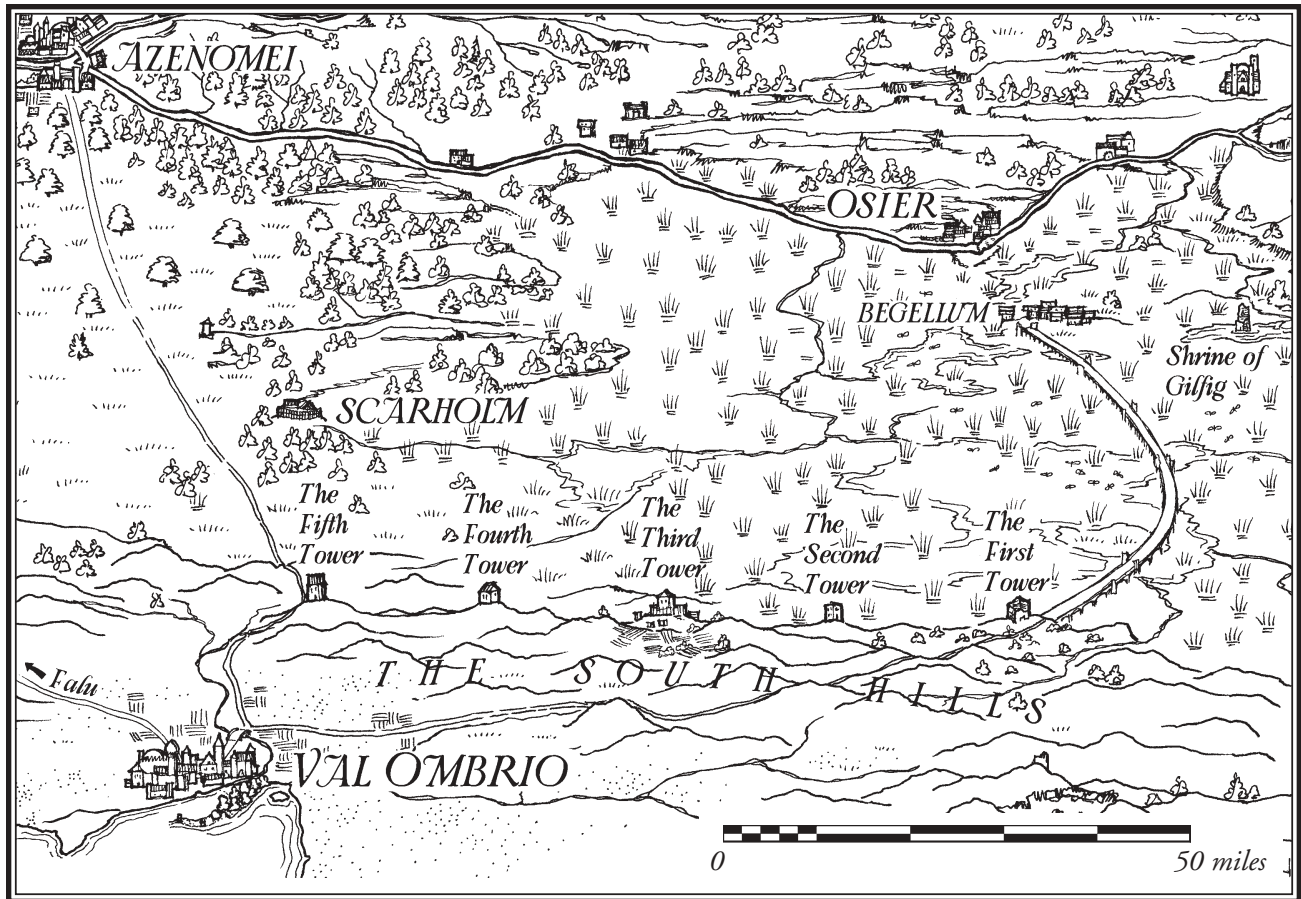 AZENOMEI
OSIER
BEGELLUM
Shrine of
Gilfig
SCARHOLM
The
Fifth
Tower
The
Fourth
Tower
The
Third
Tower
The
Second
Tower
The
First
Tower
THE SOUTH HILLS
Falu
VAL OMBRIO
0
50 miles